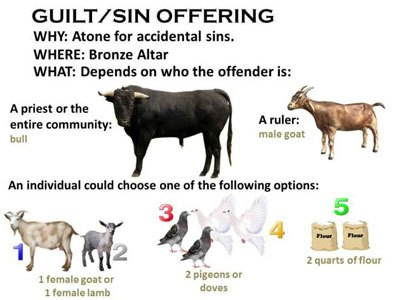 GUILT/SIN OFFERING
WHY: Atone for accidental sins.
WHERE: Bronze Altar
WHAT: Depends on who the offender is:
A priest or the
entire community:
bull
A ruler:
male goat
An individual could choose one of the following options:
1
2
3
4
5
Flour
Flour
1 female goat or
1 female lamb
2 pigeons or
doves
2 quarts of flour